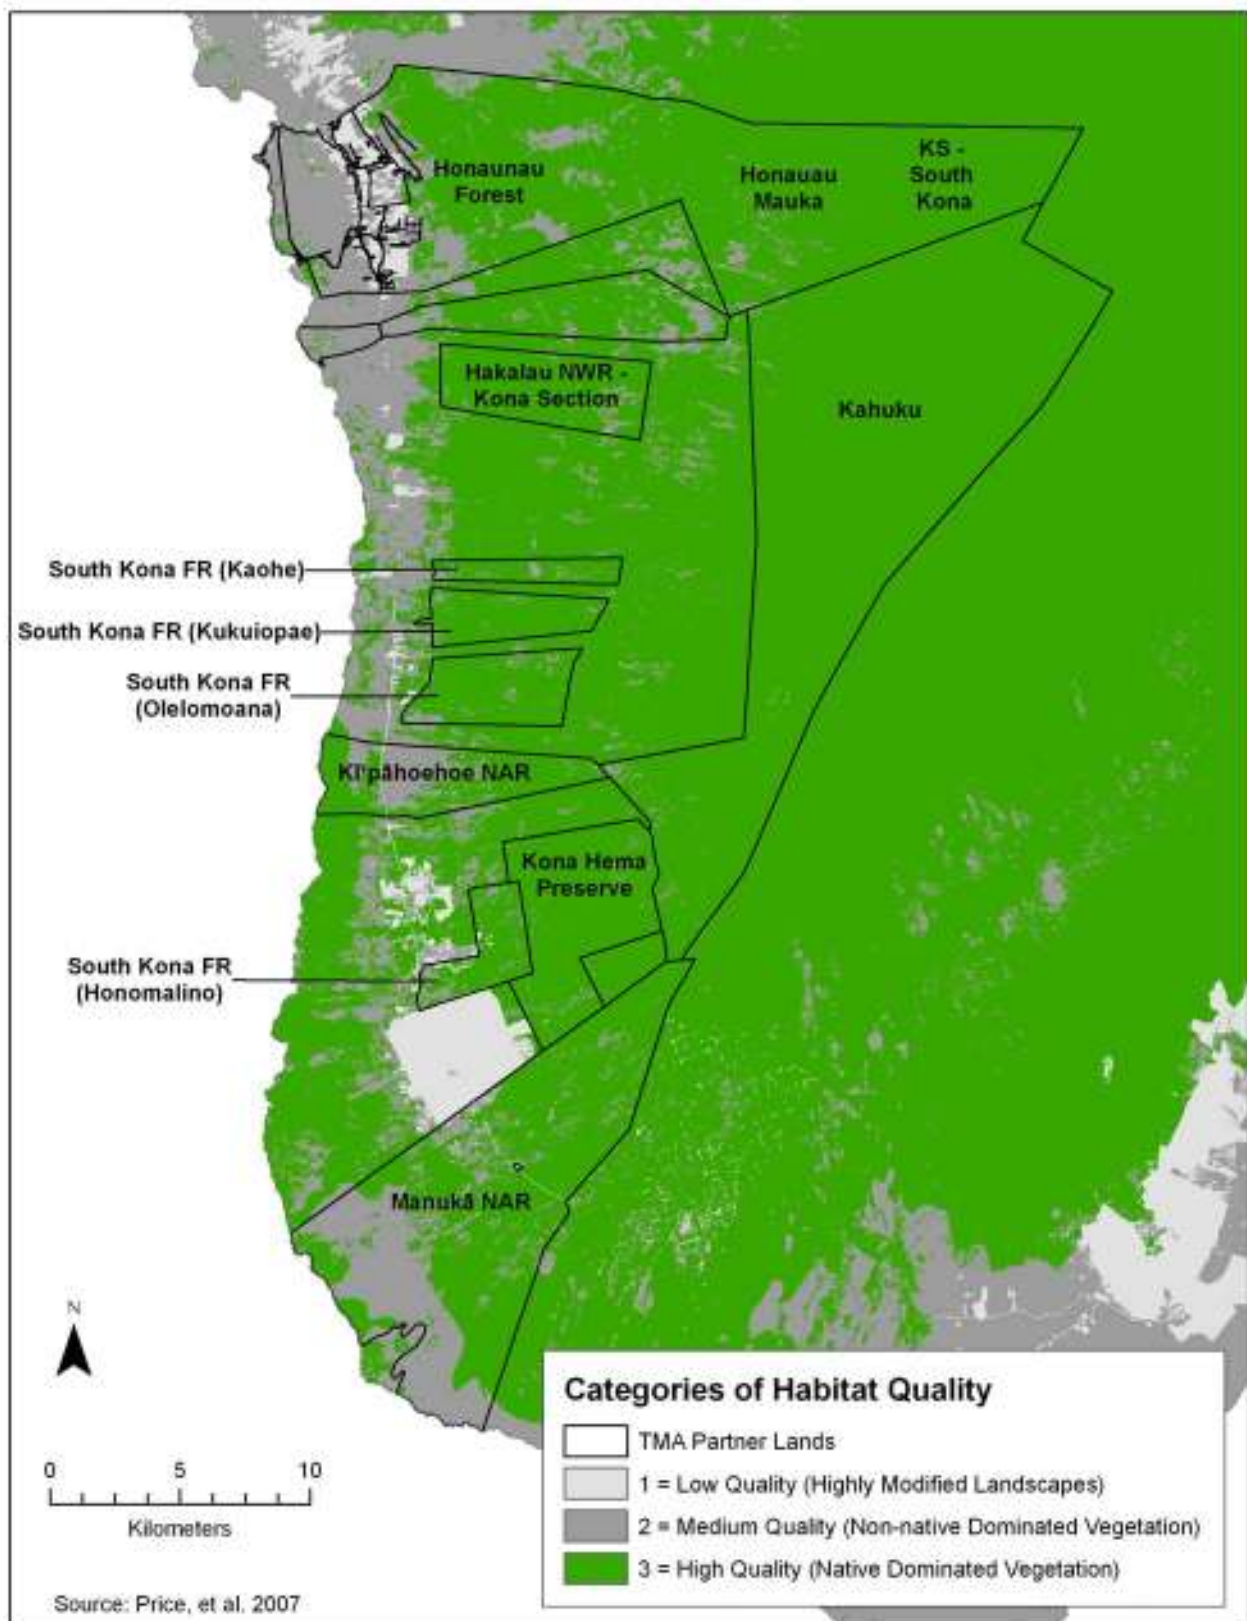 Honaunau
Forest
Honauau
Mauka
KS -
South
Kona
Hakalau NWR -
Kona Section
Kahuku
South Kona FR (Kaohe)
South Kona FR (Kukuiopae)
South Kona FR
(Olelomoana)
Kī'pāhoehoe NAR
Kona Hema
Preserve
South Kona FR
(Honomalino)
Manukā NAR
N
0 5 10
Kilometers
Source: Price, et al. 2007
Categories of Habitat Quality
TMA Partner Lands
1 = Low Quality (Highly Modified Landscapes)
2 = Medium Quality (Non-native Dominated Vegetation)
3 = High Quality (Native Dominated Vegetation)